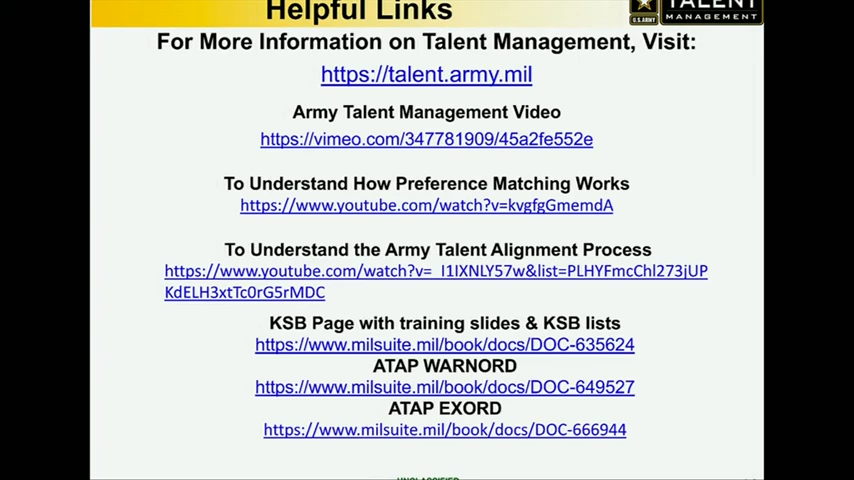 Helpful Links
TALENT
MANAGEMENT
U.S.ARMY
For More Information on Talent Management, Visit:
https://talent.army.mil
Army Talent Management Video
https://vimeo.com/347781909/45a2fe552e
To Understand How Preference Matching Works
https://www.youtube.com/watch?v=kvgfgGmemdA
To Understand the Army Talent Alignment Process
https://www.youtube.com/watch?v=_I1IXNLY57w&list=PLHYFmcChl273jUP
KdELH3xtTc0rG5rMDC
KSB Page with training slides & KSB lists
https://www.milsuite.mil/book/docs/DOC-635624
ATAP WARNORD
https://www.milsuite.mil/book/docs/DOC-649527
ATAP EXORD
https://www.milsuite.mil/book/docs/DOC-666944
UNCLASSIFIED